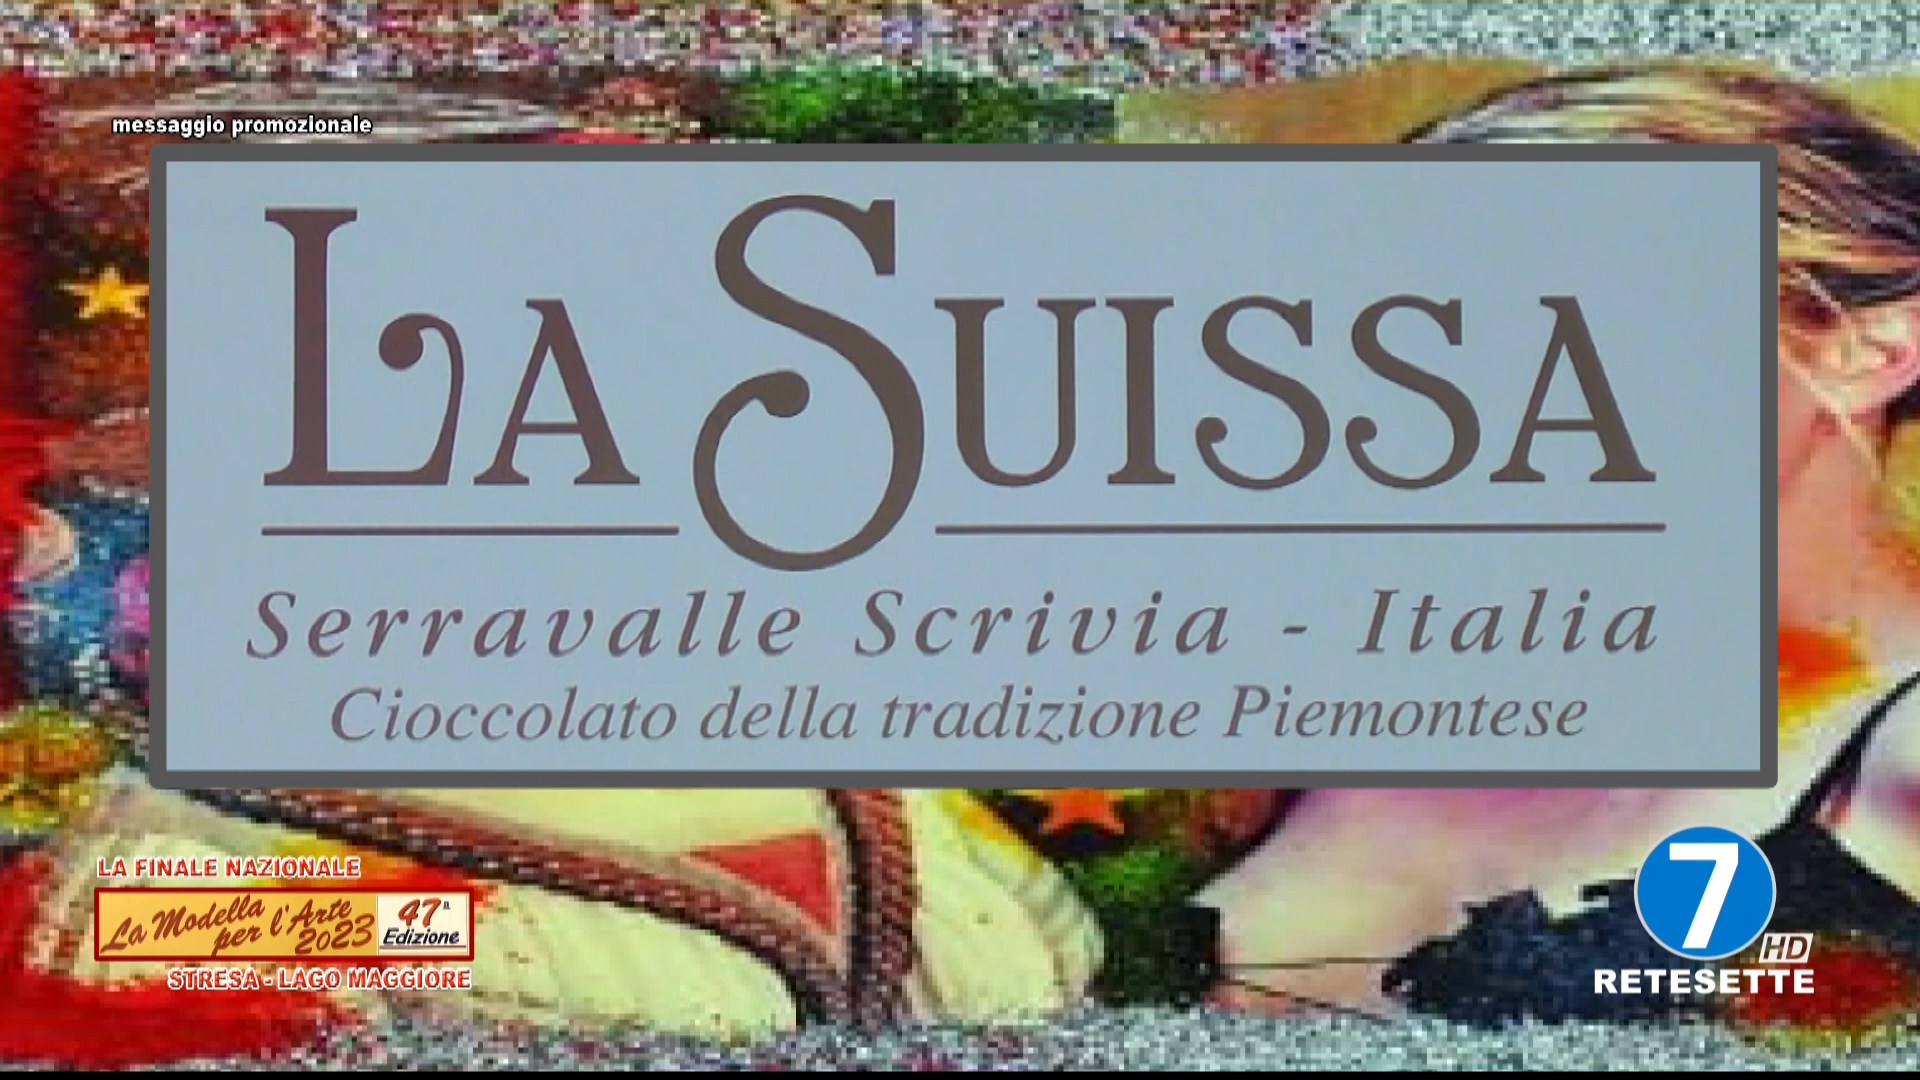 messaggio promozionale
LA SUISSA
Serravalle Scrivia - Italia
Cioccolato della tradizione Piemontese
LA FINALE NAZIONALE
La Modella
per l'Arte
2023
47ª
Edizione
STRESA - LAGO MAGGIORE
7
HD
RETESETTE